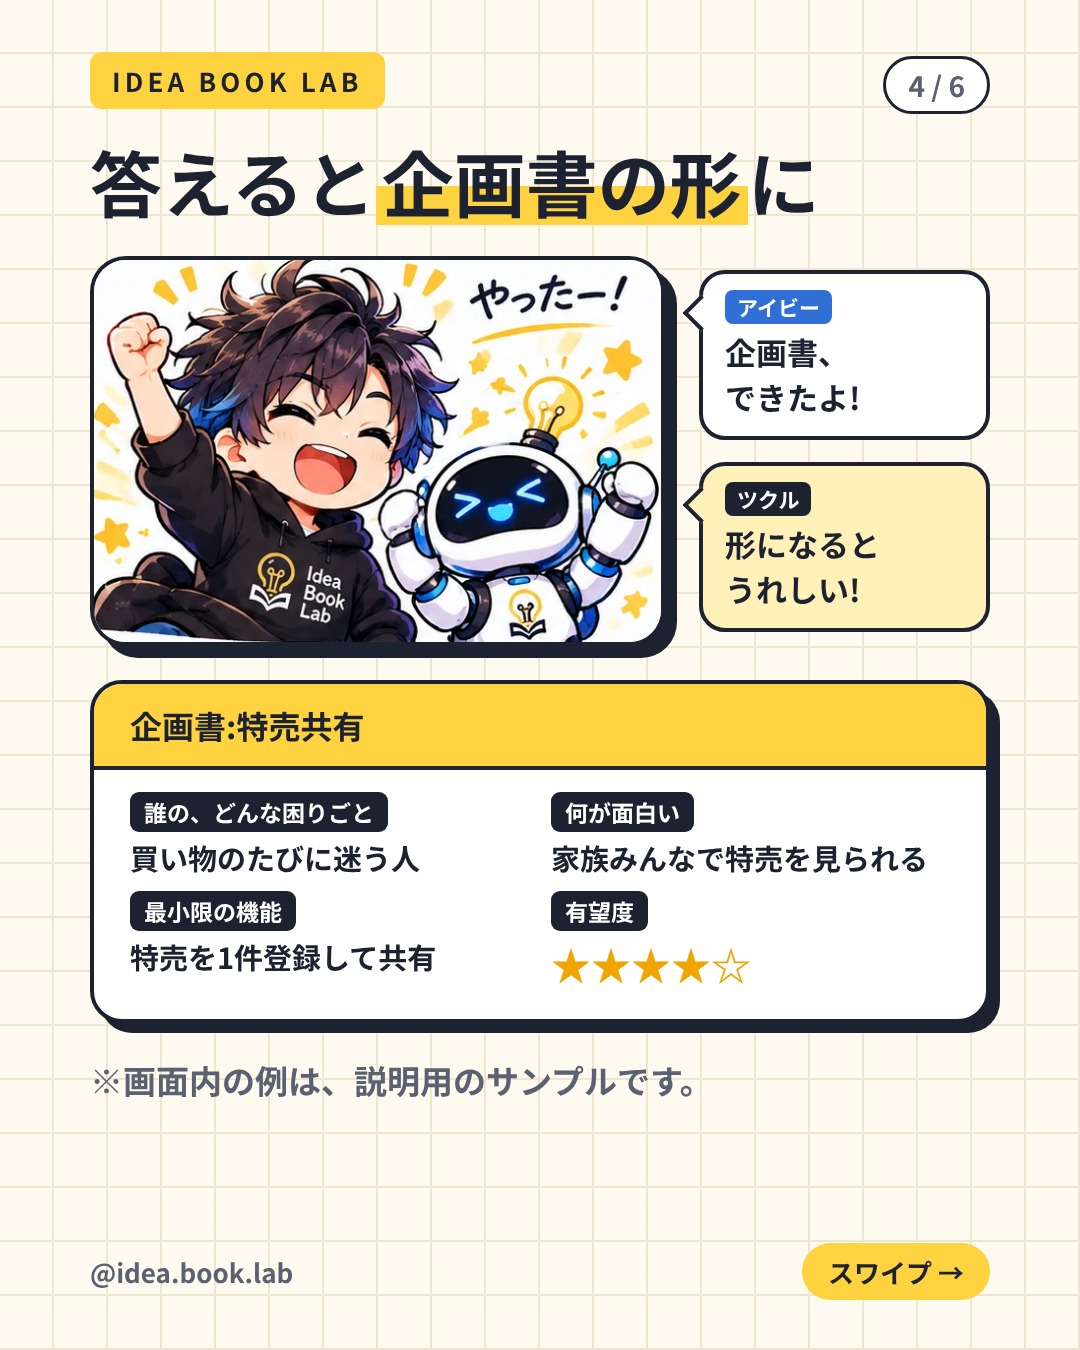 IDEA BOOK LAB
4 / 6
答えると企画書の形に
やったー!
Idea
Book
Lab
アイビー
企画書、
できたよ!
ツクル
形になると
うれしい!
企画書:特売共有
誰の、どんな困りごと
買い物のたびに迷う人
何が面白い
家族みんなで特売を見られる
最小限の機能
特売を1件登録して共有
有望度
★★★★☆
※画面内の例は、説明用のサンプルです。
@idea.book.lab
スワイプ →